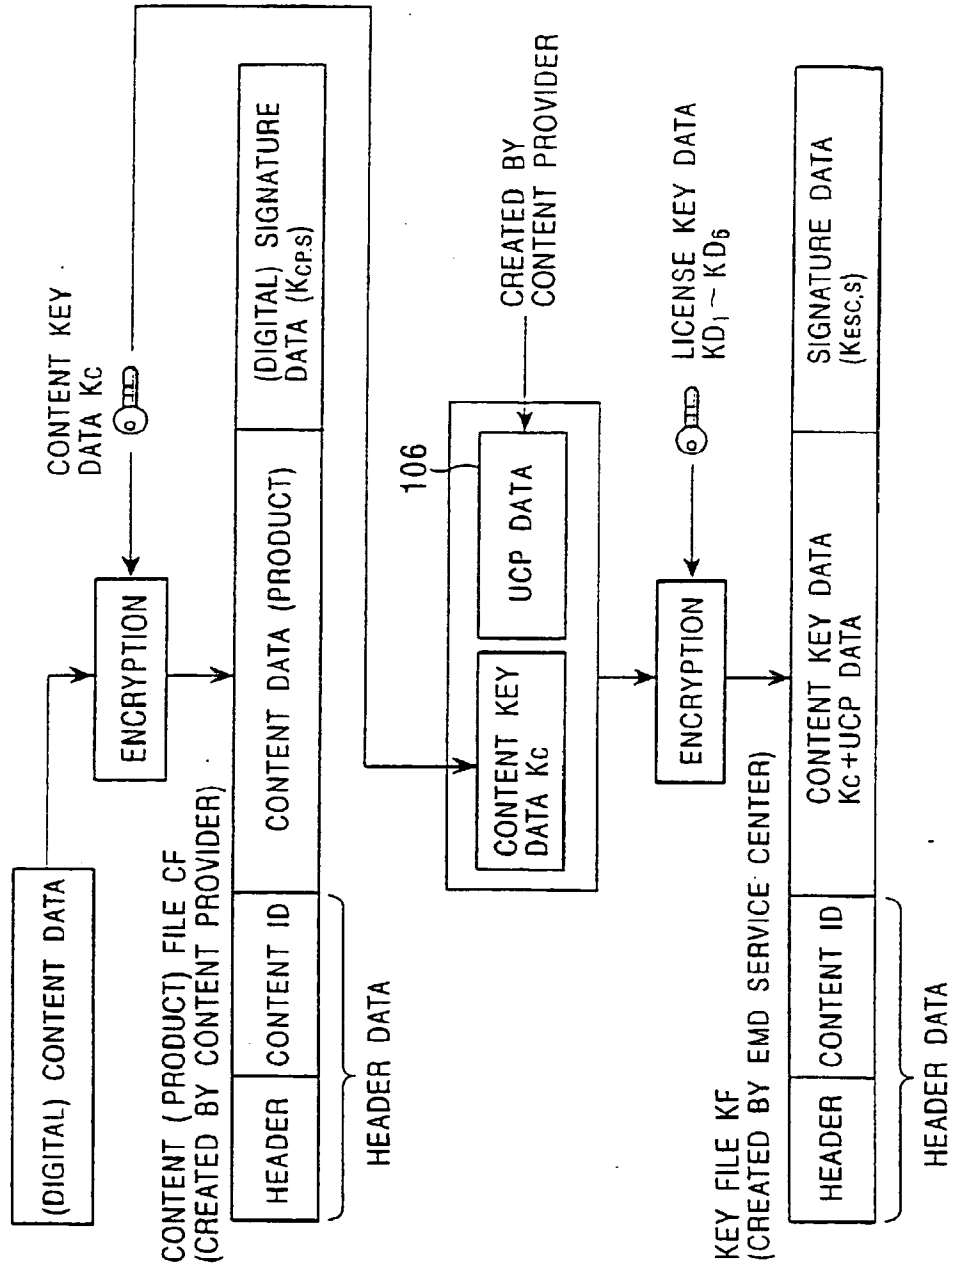 (DIGITAL) CONTENT DATA
CONTENT KEY
DATA Kc
ENCRYPTION
CONTENT (PRODUCT) FILE CF
(CREATED BY CONTENT PROVIDER)
HEADER
CONTENT ID
CONTENT DATA (PRODUCT)
(DIGITAL) SIGNATURE
DATA (KCP,S)
HEADER DATA
CONTENT KEY
DATA Kc
106
UCP DATA
CREATED BY
CONTENT PROVIDER
ENCRYPTION
LICENSE KEY DATA
KD1 ~ KD6
KEY FILE KF
(CREATED BY EMD SERVICE CENTER)
HEADER
CONTENT ID
CONTENT KEY DATA
Kc+UCP DATA
SIGNATURE DATA
(KESC,S)
HEADER DATA